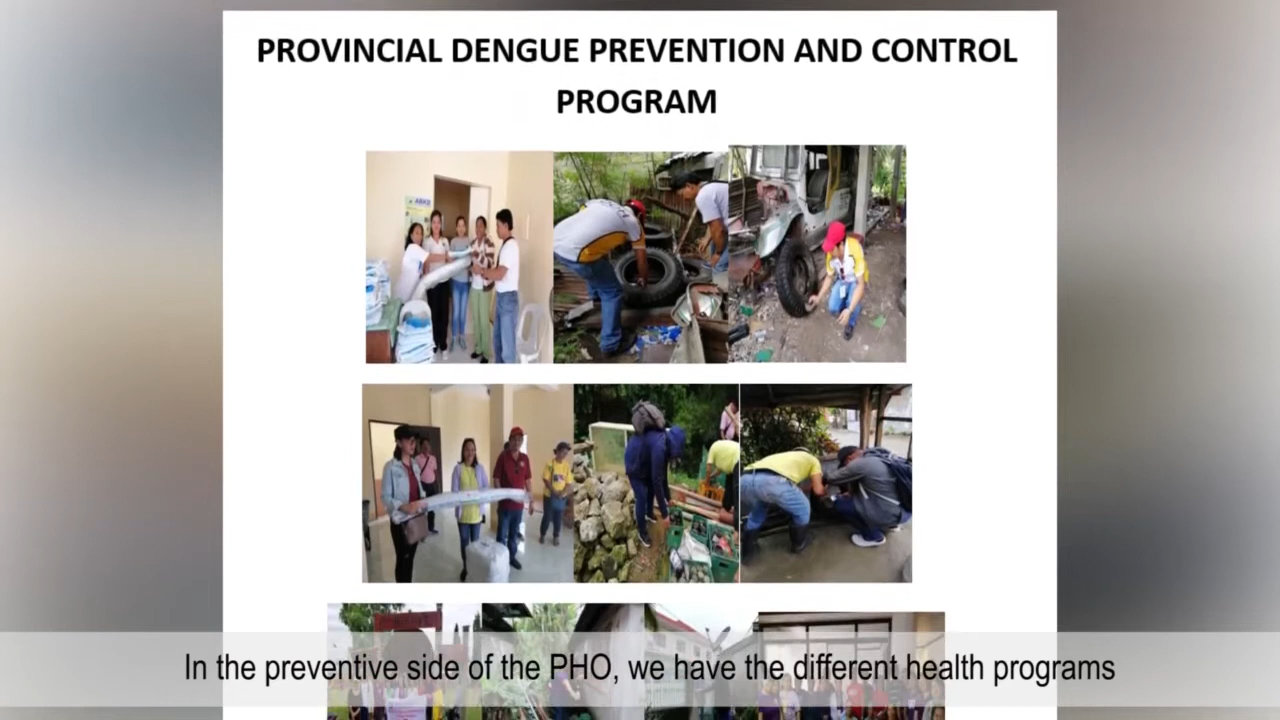 PROVINCIAL DENGUE PREVENTION AND CONTROL
PROGRAM
In the preventive side of the PHO, we have the different health programs